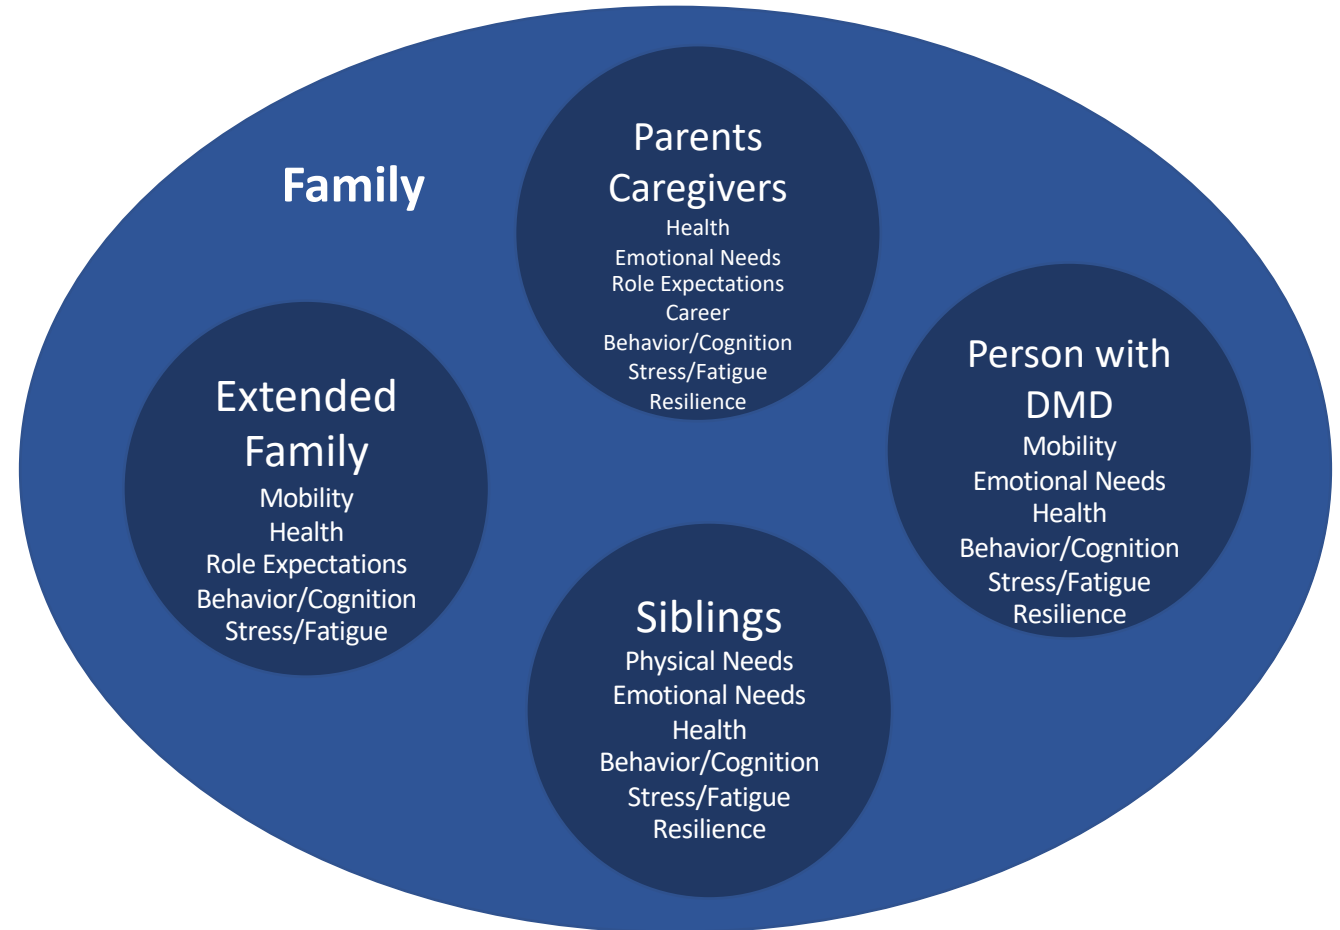 Family
Parents
Caregivers
Health
Emotional Needs
Role Expectations
Career
Behavior/Cognition
Stress/Fatigue
Resilience
Extended
Family
Mobility
Health
Role Expectations
Behavior/Cognition
Stress/Fatigue
Person with
DMD
Mobility
Emotional Needs
Health
Behavior/Cognition
Stress/Fatigue
Resilience
Siblings
Physical Needs
Emotional Needs
Health
Behavior/Cognition
Stress/Fatigue
Resilience